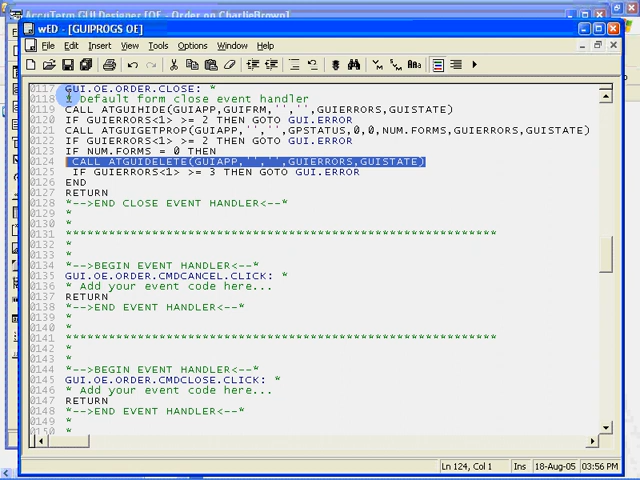 AccuTerm GUI Designer [OE - Order on CharlieBrown1]
wED - [GUIPROGS OE]
File Edit Insert View Tools Options Window Help
0117 GUI.OE.ORDER.CLOSE: *
0118 * Default form close event handler
0119 CALL ATGUIHIDE(GUIAPP,GUIFRM,'','',GUIERRORS,GUISTATE)
0120 IF GUIERRORS<1> >= 2 THEN GOTO GUI.ERROR
0121 CALL ATGUIGETPROP(GUIAPP,'','',GPSTATUS,0,0,NUM.FORMS,GUIERRORS,GUISTATE)
0122 IF GUIERRORS<1> >= 2 THEN GOTO GUI.ERROR
0123 IF NUM.FORMS = 0 THEN
0124 CALL ATGUIDELETE(GUIAPP,'','',GUIERRORS,GUISTATE)
0125 IF GUIERRORS<1> >= 3 THEN GOTO GUI.ERROR
0126 END
0127 RETURN
0128 *-->END CLOSE EVENT HANDLER<--*
0129 *
0130 *
0131 ************************************************************
0132 *
0133 *
0134 *-->BEGIN EVENT HANDLER<--*
0135 GUI.OE.ORDER.CMDCANCEL.CLICK: *
0136 * Add your event code here...
0137 RETURN
0138 *-->END EVENT HANDLER<--*
0139 *
0140 *
0141 ************************************************************
0142 *
0143 *
0144 *-->BEGIN EVENT HANDLER<--*
0145 GUI.OE.ORDER.CMDCLOSE.CLICK: *
0146 * Add your event code here...
0147 RETURN
0148 *-->END EVENT HANDLER<--*
0149 *
0150 *
Ln 124, Col 1 Ins 18-Aug-05 03:56 PM